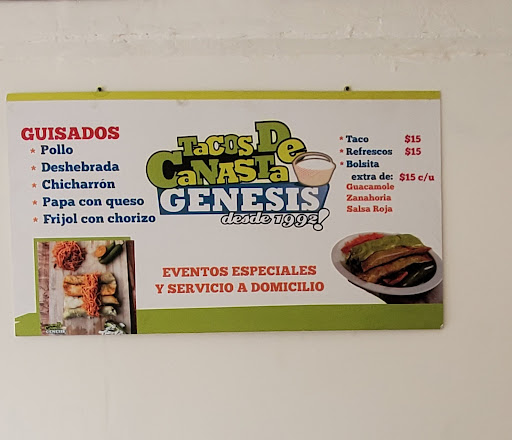 GUISADOS
* Pollo
* Deshebrada
* Chicharrón
* Papa con queso
* Frijol con chorizo
TACOS DE
CANASTA
GENESIS
desde 1992!
* Taco $15
* Refrescos $15
* Bolsita
extra de: $15 c/u
Guacamole
Zanahoria
Salsa Roja
EVENTOS ESPECIALES
Y SERVICIO A DOMICILIO
GENESIS